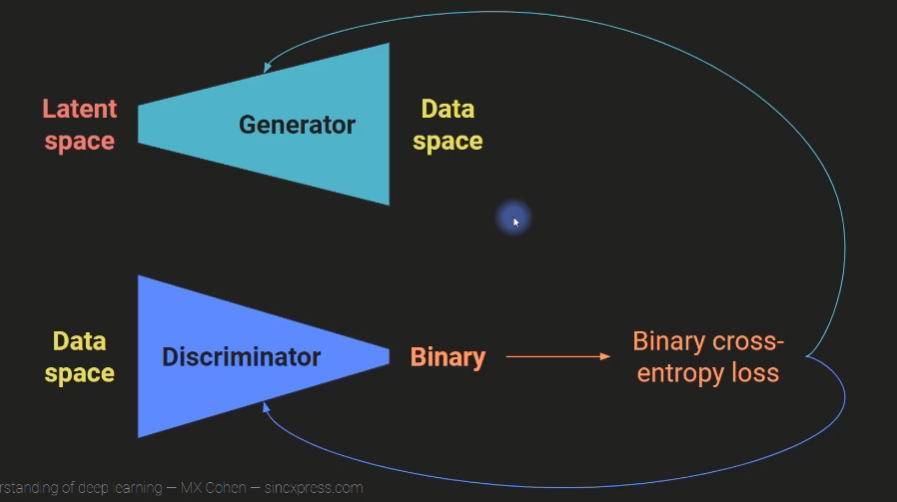 Latent
space
Generator
Data
space
Data
space
Discriminator
Binary
Binary cross-
entropy loss
rstanding of deep learning — MX Cohen — sincxpress.com